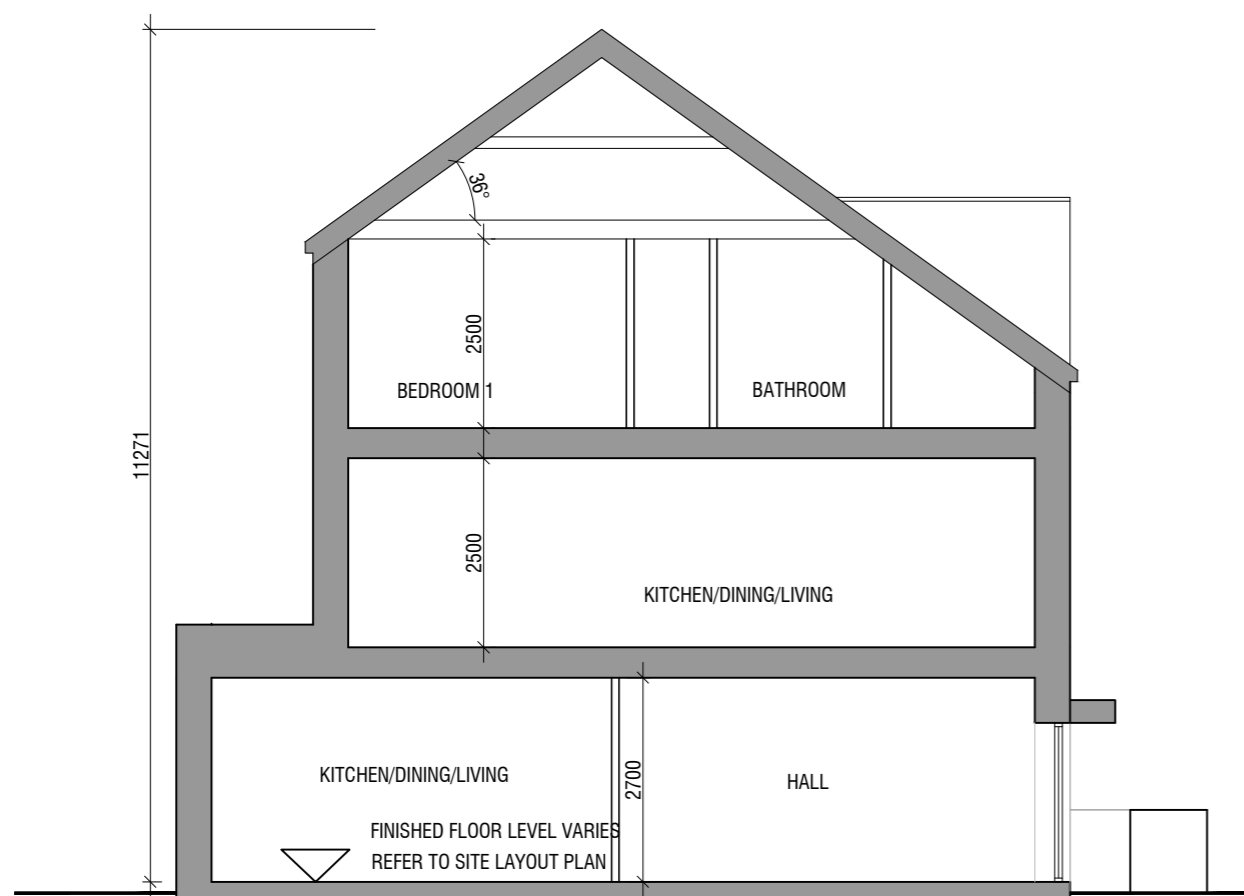 36°
2500
BEDROOM 1
BATHROOM
11271
2500
KITCHEN/DINING/LIVING
KITCHEN/DINING/LIVING
2700
HALL
FINISHED FLOOR LEVEL VARIES
REFER TO SITE LAYOUT PLAN